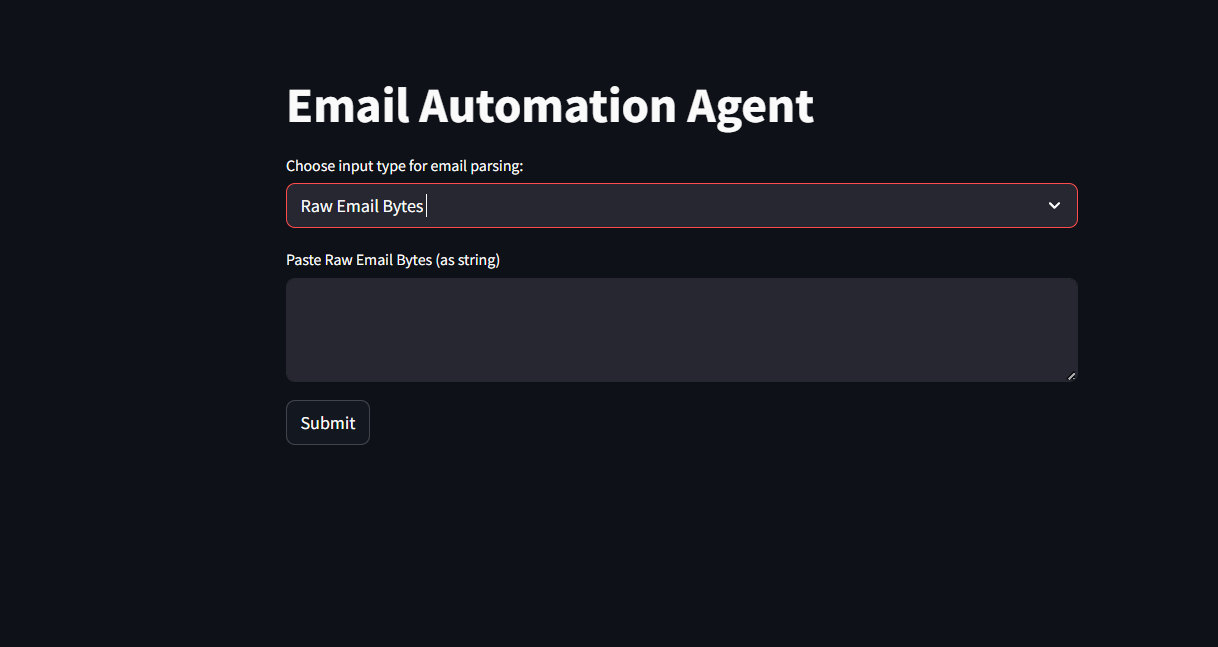 Email Automation Agent
Choose input type for email parsing:
Raw Email Bytes
Paste Raw Email Bytes (as string)
Submit